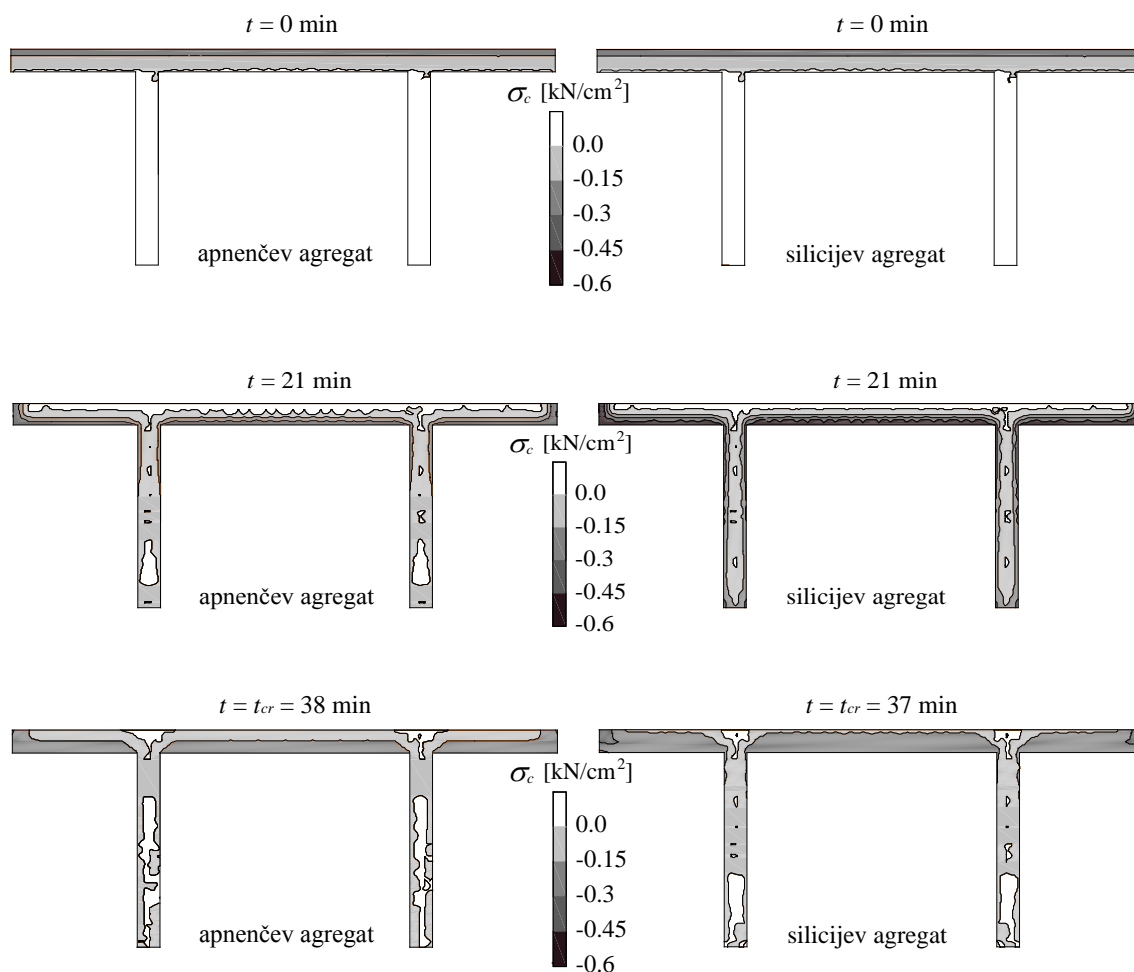 t = 0 min
t = 0 min
σc [kN/cm2]
0.0
-0.15
-0.3
-0.45
-0.6
apnenčev agregat
silicijev agregat
t = 21 min
t = 21 min
σc [kN/cm2]
0.0
-0.15
-0.3
-0.45
-0.6
apnenčev agregat
silicijev agregat
t = tcr = 38 min
t = tcr = 37 min
σc [kN/cm2]
0.0
-0.15
-0.3
-0.45
-0.6
apnenčev agregat
silicijev agregat